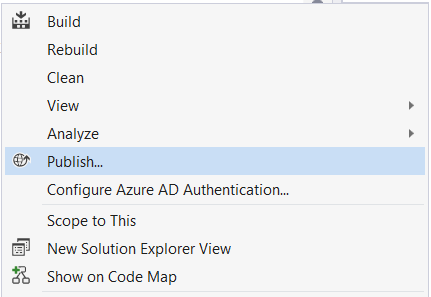 Build
Rebuild
Clean
View
Analyze
Publish...
Configure Azure AD Authentication...
Scope to This
New Solution Explorer View
Show on Code Map